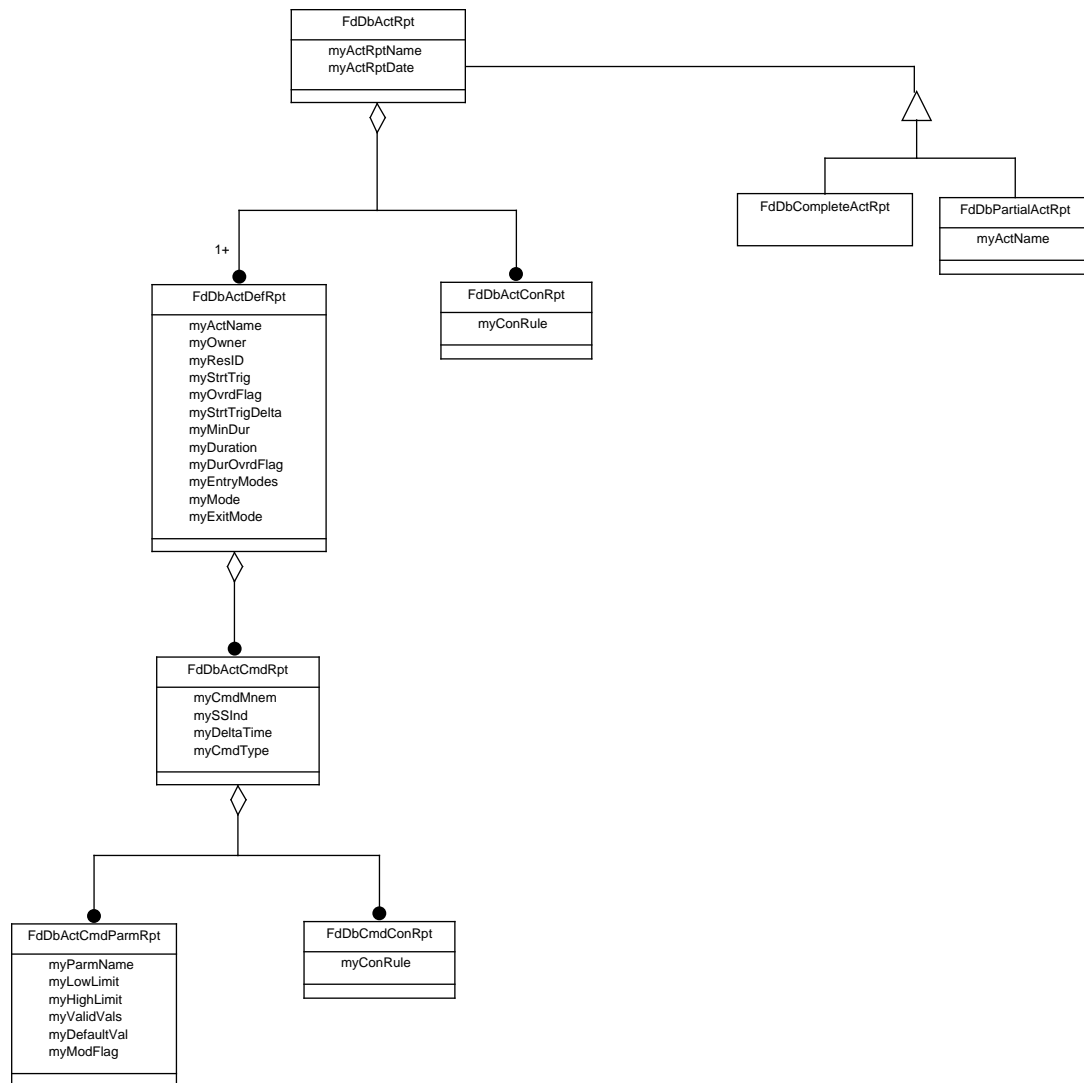 FdDbActRpt
myActRptName
myActRptDate
FdDbCompleteActRpt
FdDbPartialActRpt
myActName
1+
FdDbActDefRpt
myActName
myOwner
myResID
myStrtTrig
myOvrdFlag
myStrtTrigDelta
myMinDur
myDuration
myDurOvrdFlag
myEntryModes
myMode
myExitMode
FdDbActConRpt
myConRule
FdDbActCmdRpt
myCmdMnem
mySSInd
myDeltaTime
myCmdType
FdDbActCmdParmRpt
myParmName
myLowLimit
myHighLimit
myValidVals
myDefaultVal
myModFlag
FdDbCmdConRpt
myConRule